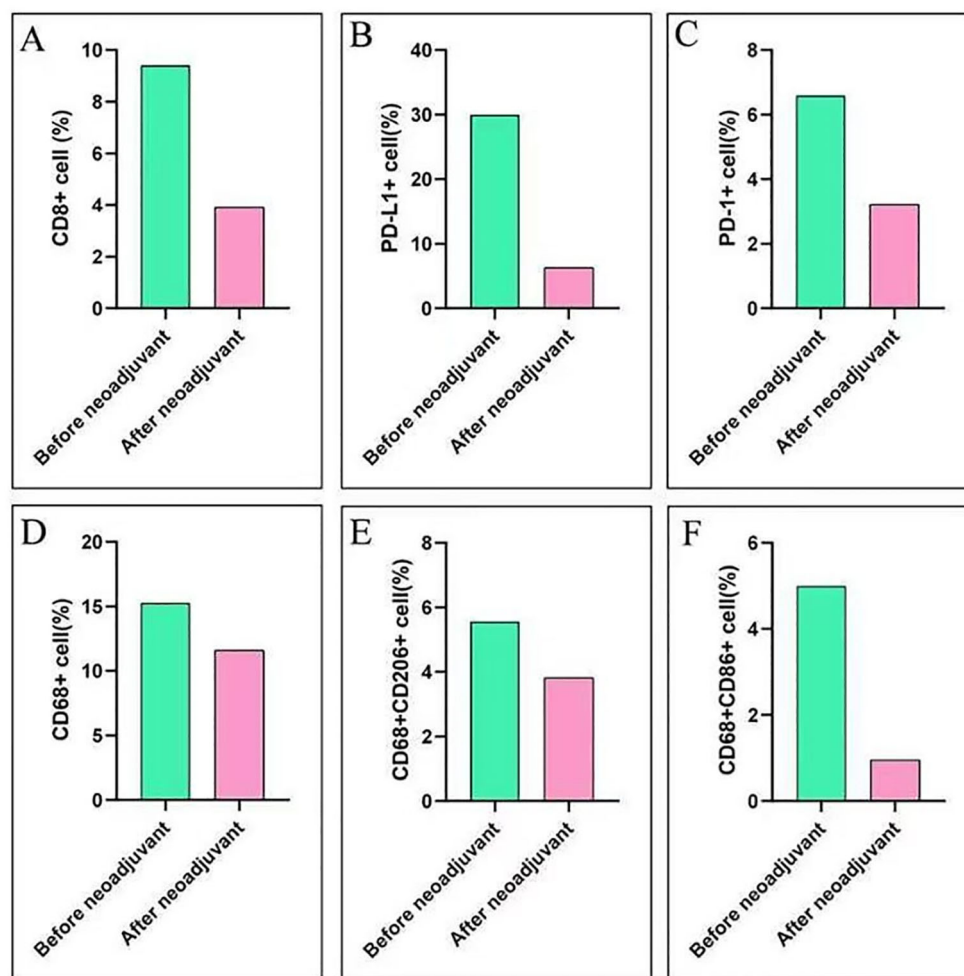 A
CD8+ cell (%)
10
8
6
4
2
0
Before neoadjuvant
After neoadjuvant
B
PD-L1+ cell(%)
40
30
20
10
0
Before neoadjuvant
After neoadjuvant
C
PD-1+ cell(%)
8
6
4
2
0
Before neoadjuvant
After neoadjuvant
D
CD68+ cell(%)
20
15
10
5
0
Before neoadjuvant
After neoadjuvant
E
CD68+CD206+ cell(%)
8
6
4
2
0
Before neoadjuvant
After neoadjuvant
F
CD68+CD86+ cell(%)
6
4
2
0
Before neoadjuvant
After neoadjuvant